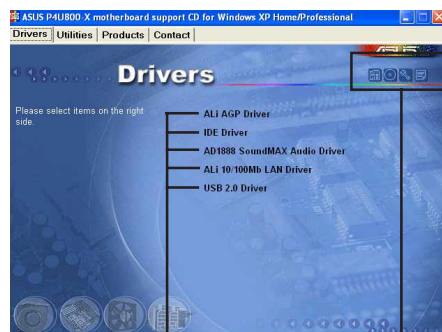 ASUS P4U800-X motherboard support CD for Windows XP Home/Professional
Drivers Utilities Products Contact
Drivers
Please select items on the right
side.
ALi AGP Driver
IDE Driver
AD1888 SoundMAX Audio Driver
ALi 10/100Mb LAN Driver
USB 2.0 Driver